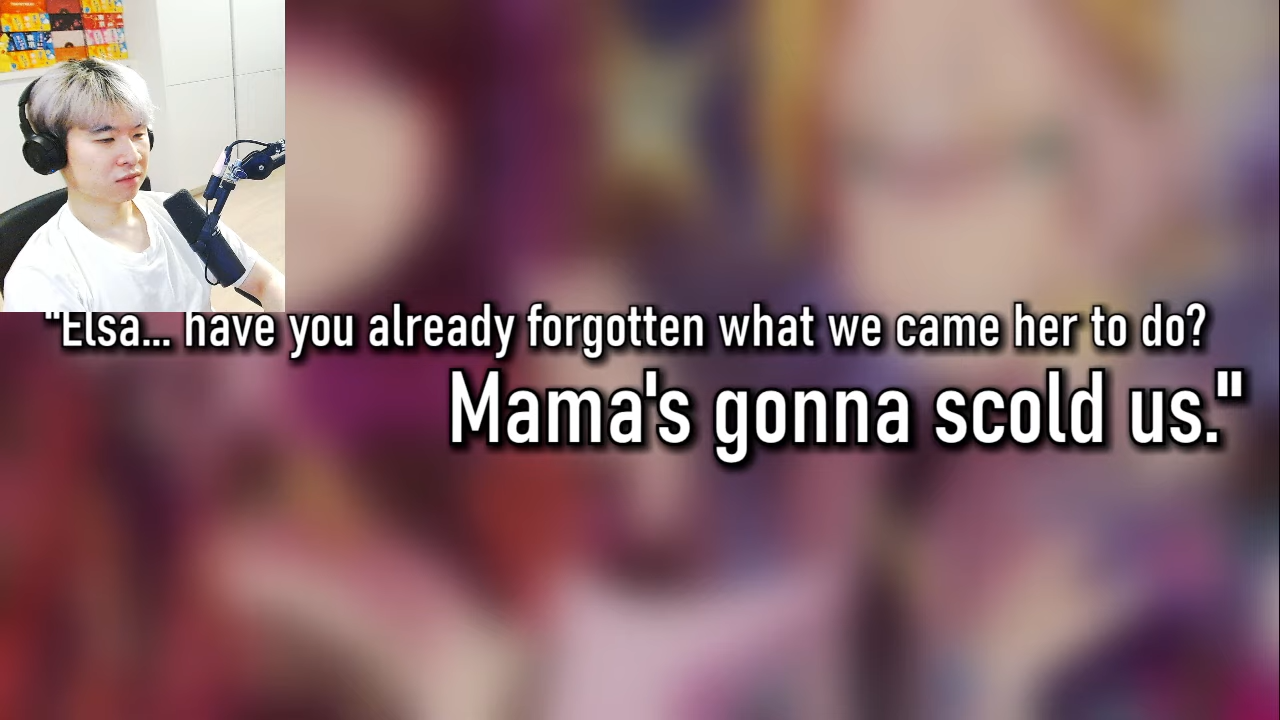 "Elsa... have you already forgotten what we came her to do?
Mama's gonna scold us."